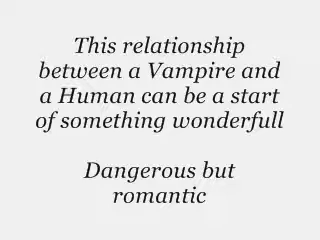 This relationship
between a Vampire and
a Human can be a start
of something wonderfull
Dangerous but
romantic